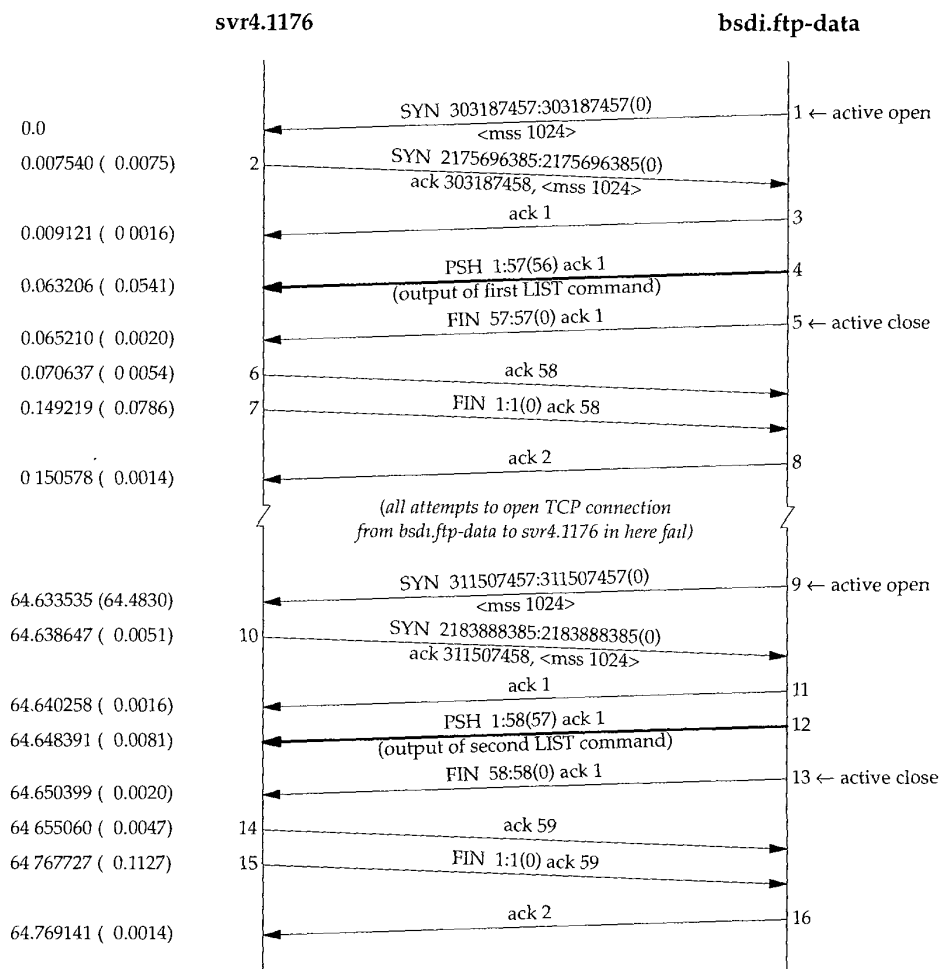 svr4.1176 bsdi.ftp-data
SYN 303187457:303187457(0) 1 ← active open
0.0 <mss 1024>
0.007540 ( 0.0075) 2 SYN 2175696385:2175696385(0)
ack 303187458, <mss 1024>
ack 1 3
0.009121 ( 0 0016)
PSH 1:57(56) ack 1 4
0.063206 ( 0.0541) (output of first LIST command)
FIN 57:57(0) ack 1 5 ← active close
0.065210 ( 0.0020)
0.070637 ( 0 0054) 6 ack 58
0.149219 ( 0.0786) 7 FIN 1:1(0) ack 58
ack 2 8
0 150578 ( 0.0014)
(all attempts to open TCP connection
from bsdi.ftp-data to svr4.1176 in here fail)
SYN 311507457:311507457(0) 9 ← active open
64.633535 (64.4830) <mss 1024>
64.638647 ( 0.0051) 10 SYN 2183888385:2183888385(0)
ack 311507458, <mss 1024>
ack 1 11
64.640258 ( 0.0016)
PSH 1:58(57) ack 1 12
64.648391 ( 0.0081) (output of second LIST command)
FIN 58:58(0) ack 1 13 ← active close
64.650399 ( 0.0020)
64 655060 ( 0.0047) 14 ack 59
64 767727 ( 0.1127) 15 FIN 1:1(0) ack 59
ack 2 16
64.769141 ( 0.0014)